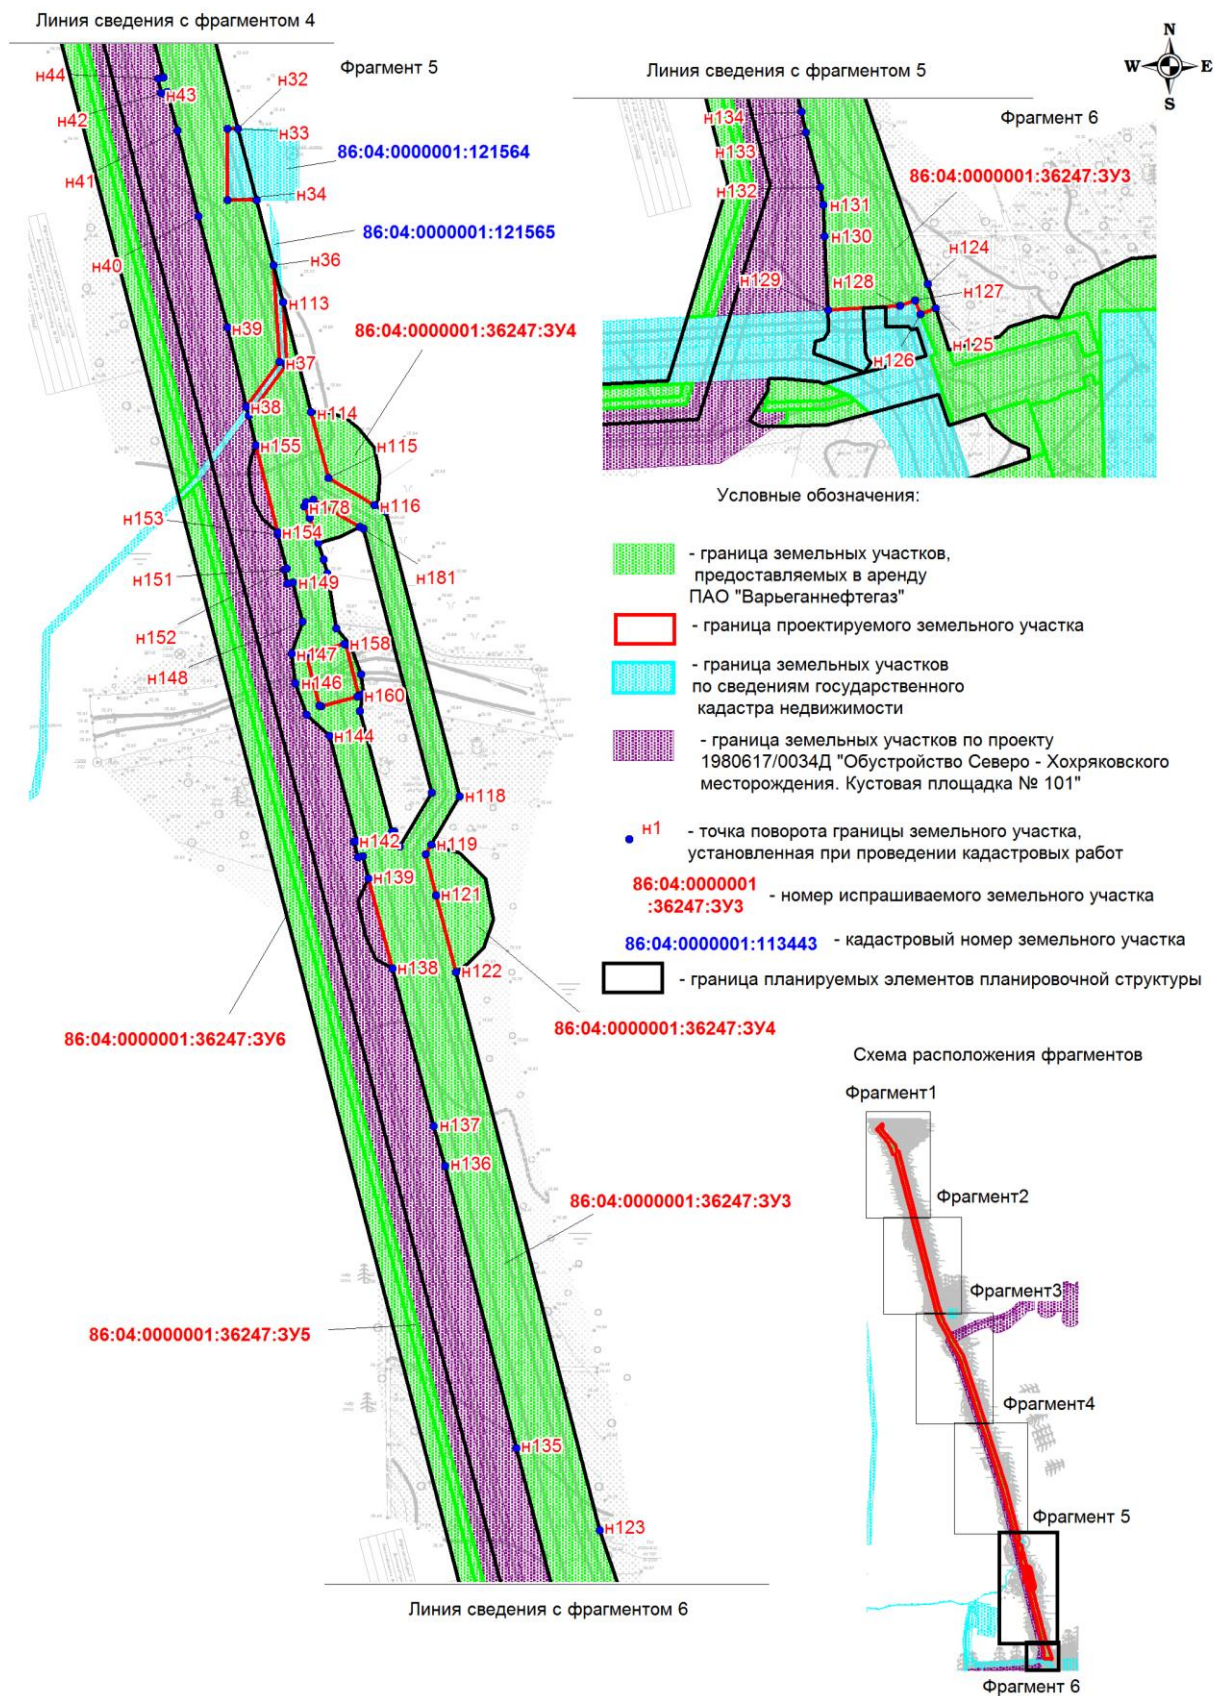 Линия сведения с фрагментом 4
Фрагмент 5
н44
н43
н42
н41
н40
н39
н32
н33
86:04:0000001:121564
н34
86:04:0000001:121565
н36
н113
86:04:0000001:36247:ЗУ4
н37
н38
н114
н155
н115
н116
н178
н153
н154
н181
н151
н149
н152
н148
н147
н158
н146
н160
н144
н118
н142
н119
н139
н121
н138
н122
86:04:0000001:36247:ЗУ6
86:04:0000001:36247:ЗУ4
н137
н136
86:04:0000001:36247:ЗУ3
86:04:0000001:36247:ЗУ5
н135
н123
Линия сведения с фрагментом 6
N
W E
S
Линия сведения с фрагментом 5
Фрагмент 6
н134
н133
н132
н131
н130
86:04:0000001:36247:ЗУ3
н124
н129
н128
н127
н126
н125
Условные обозначения:
- граница земельных участков,
предоставляемых в аренду
ПАО "Варьеганнефтегаз"
- граница проектируемого земельного участка
- граница земельных участков
по сведениям государственного
кадастра недвижимости
- граница земельных участков по проекту
1980617/0034Д "Обустройство Северо - Хохряковского
месторождения. Кустовая площадка № 101"
н1 - точка поворота границы земельного участка,
установленная при проведении кадастровых работ
86:04:0000001
:36247:ЗУ3 - номер испрашиваемого земельного участка
86:04:0000001:113443 - кадастровый номер земельного участка
- граница планируемых элементов планировочной структуры
Схема расположения фрагментов
Фрагмент1
Фрагмент2
Фрагмент3
Фрагмент4
Фрагмент 5
Фрагмент 6